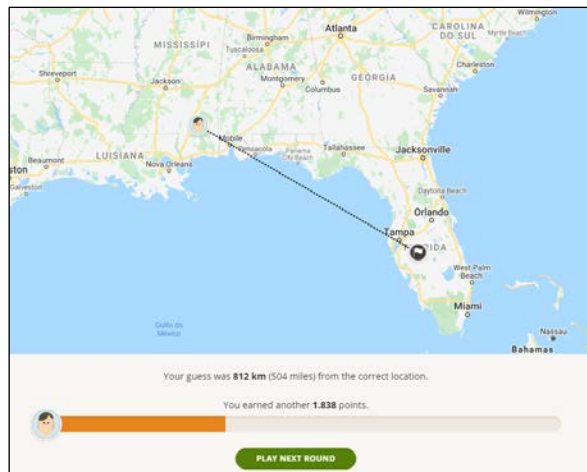 Wilmington
Atlanta
CAROLINA
DO SUL
Birmingham
Myrtle Beach
MISSISSÍPI
Tuscaloosa
ALABAMA
Charleston
Shreveport
Jackson
Montgomery
GEORGIA
Columbus
Savannah
Mobile
Pensacola
Panama
City Beach
Tallahassee
Jacksonville
LUISIANA
Beaumont
Nova Orleans
ston
Galveston
Daytona Beach
Orlando
Tampa
RIDA
West Palm
Beach
Miami
Golfo do
México
Nassau
Bahamas
Your guess was 812 km (504 miles) from the correct location.
You earned another 1.838 points.
PLAY NEXT ROUND